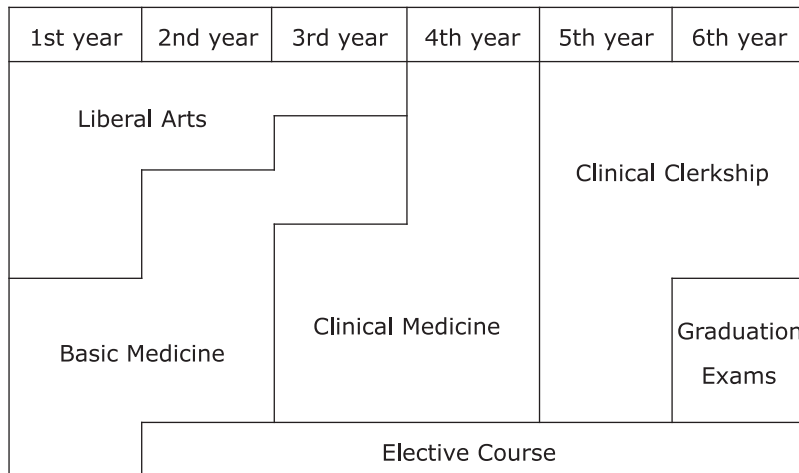 1st year 2nd year 3rd year 4th year 5th year 6th year
Liberal Arts
Clinical Clerkship
Clinical Medicine
Graduation
Exams
Basic Medicine
Elective Course